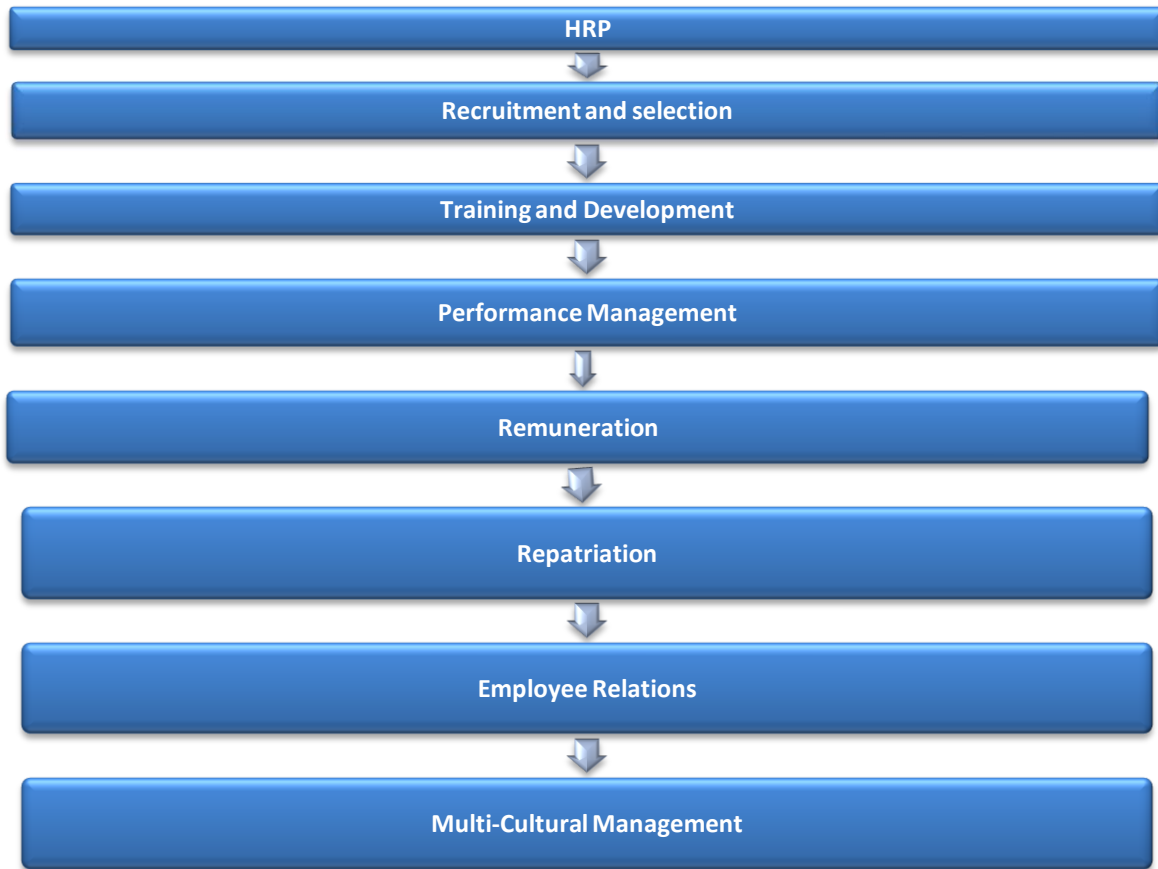 HRP
Recruitment and selection
Training and Development
Performance Management
Remuneration
Repatriation
Employee Relations
Multi-Cultural Management